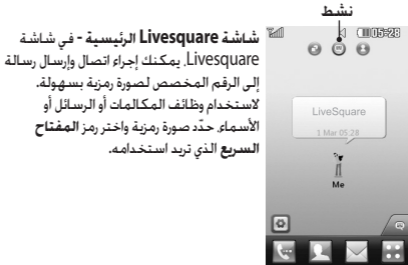 نشط
شاشة Livesquare الرئيسية - في شاشة
Livesquare، يمكنك إجراء اتصال وإرسال رسالة
إلى الرقم المخصص لصورة رمزية بسهولة.
لاستخدام وظائف المكالمات أو الرسائل أو
الأسماء، حدّد صورة رمزية واختر رمز المفتاح
السريع الذي تريد استخدامه.
05:28
LiveSquare
1 Mar 05.28
Me